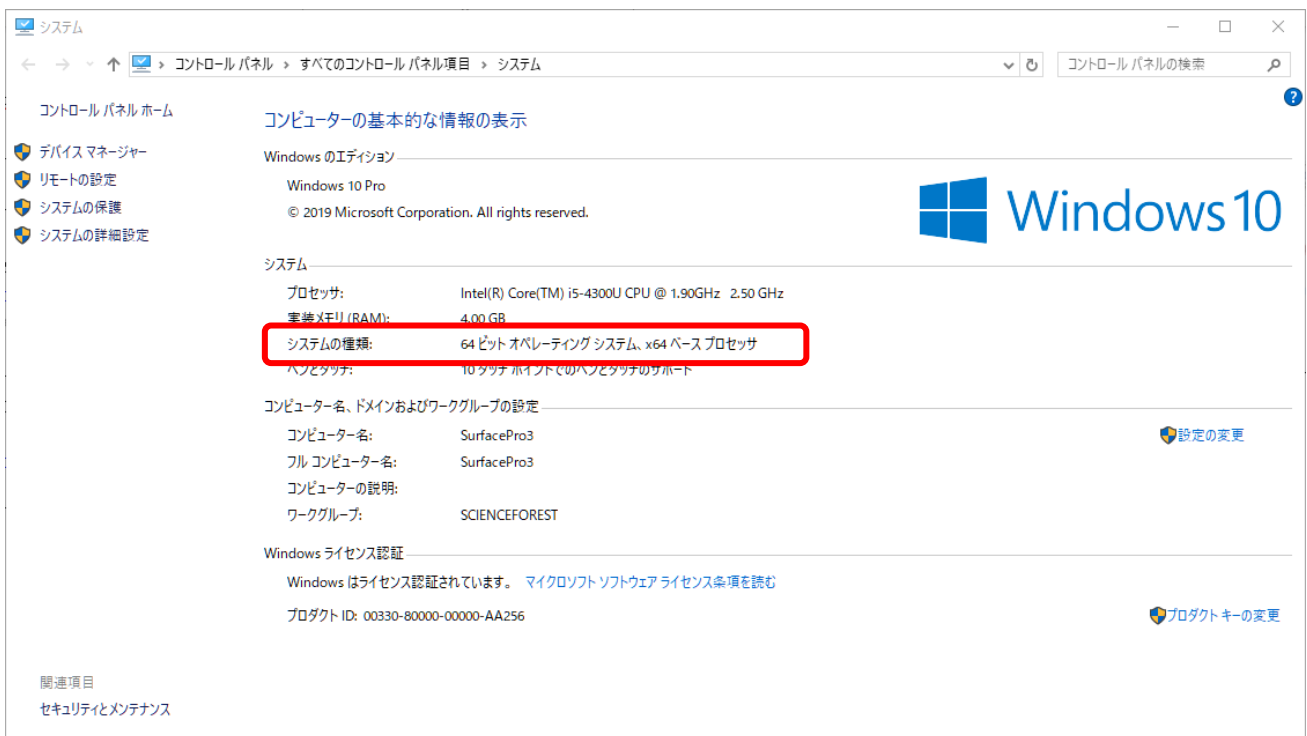 システム
コントロール パネル › すべてのコントロール パネル項目 › システム
コントロール パネルの検索
コントロール パネル ホーム
デバイス マネージャー
リモートの設定
システムの保護
システムの詳細設定
コンピューターの基本的な情報の表示
Windows のエディション
Windows 10 Pro
© 2019 Microsoft Corporation. All rights reserved.
Windows 10
システム
プロセッサ: Intel(R) Core(TM) i5-4300U CPU @ 1.90GHz 2.50 GHz
実装メモリ (RAM): 4.00 GB
システムの種類: 64 ビット オペレーティング システム、x64 ベース プロセッサ
ペンとタッチ: 10 タッチ ポイントでのペンとタッチのサポート
コンピューター名、ドメインおよびワークグループの設定
コンピューター名: SurfacePro3
設定の変更
フル コンピューター名: SurfacePro3
コンピューターの説明:
ワークグループ: SCIENCEFOREST
Windows ライセンス認証
Windows はライセンス認証されています。 マイクロソフト ソフトウェア ライセンス条項を読む
プロダクト ID: 00330-80000-00000-AA256
プロダクト キーの変更
関連項目
セキュリティとメンテナンス